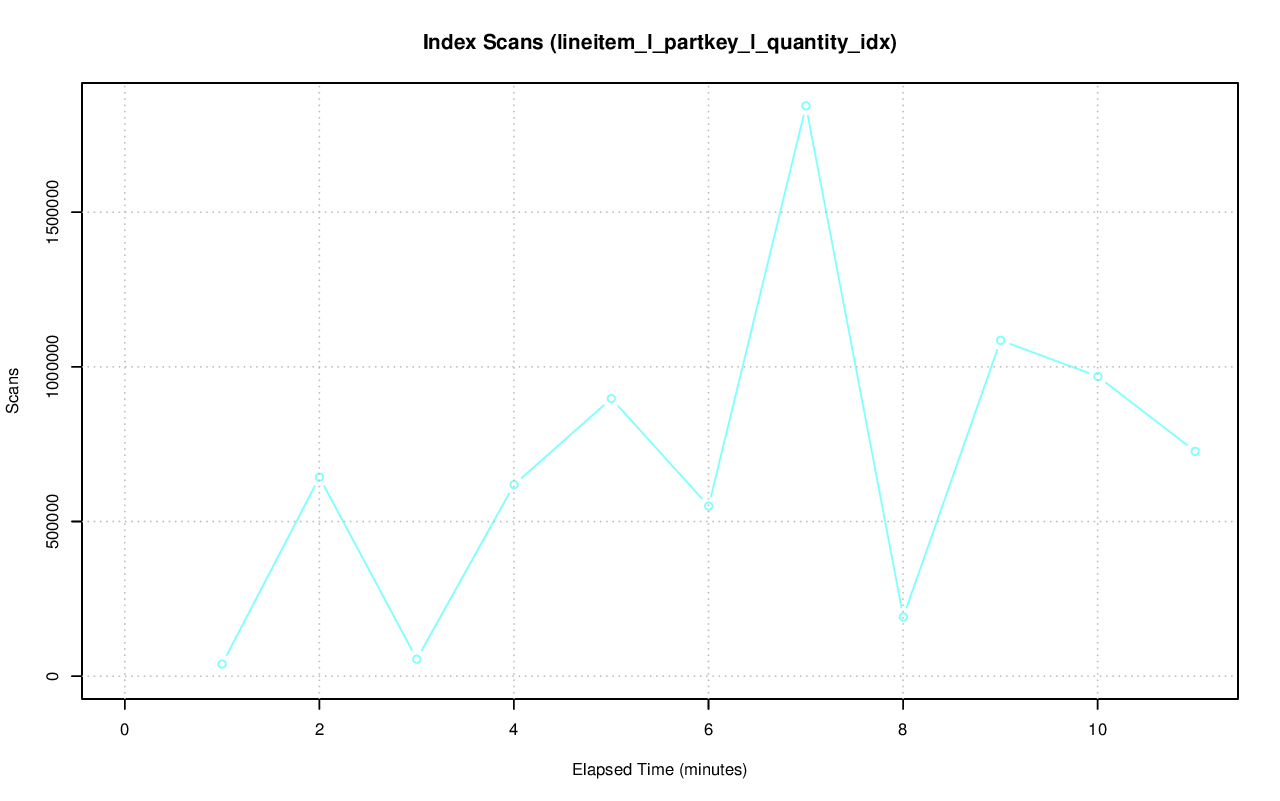 Index Scans (lineitem_l_partkey_l_quantity_idx)
Scans
1500000
1000000
500000
0
0 2 4 6 8 10
Elapsed Time (minutes)